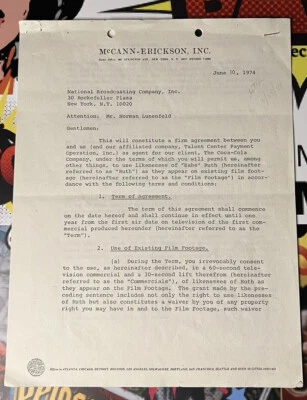 McCANN-ERICKSON, INC.
June 10, 1974
National Broadcasting Company, Inc.
30 Rockefeller Plaza
New York, N.Y. 10020
Attention: Mr. Norman Lunenfeld
Gentlemen:
This will constitute a firm agreement between you
and us (and our affiliated company, Talent Center Payment
Operation, Inc.) as agent for our client, The Coca-Cola
Company, under the terms of which you will permit us, among
other things, to use likenesses of "Babe" Ruth (hereinafter
referred to as "Ruth") as they appear on existing film foot-
age (hereinafter referred to as the "Film Footage") in accor-
dance with the following terms and conditions:
1. Term of agreement.
The term of this agreement shall commence
on the date hereof and shall continue in effect until one
year from the first air date on television of the first com-
mercial produced hereunder (hereinafter referred to as the
"Term").
2. Use of Existing Film Footage.
(a) During the Term, you irrevocably consent
to the use, as hereinafter described, in a 60-second tele-
vision commercial and a 30-second lift therefrom (hereinafter
referred to as the "Commercials"), of likenesses of Ruth as
they appear on the Film Footage. The grant made by the pre-
ceding sentence includes not only the right to use likenesses
of Ruth but also constitutes a waiver by you of any property
right you may have in and to the Film Footage, such waiver